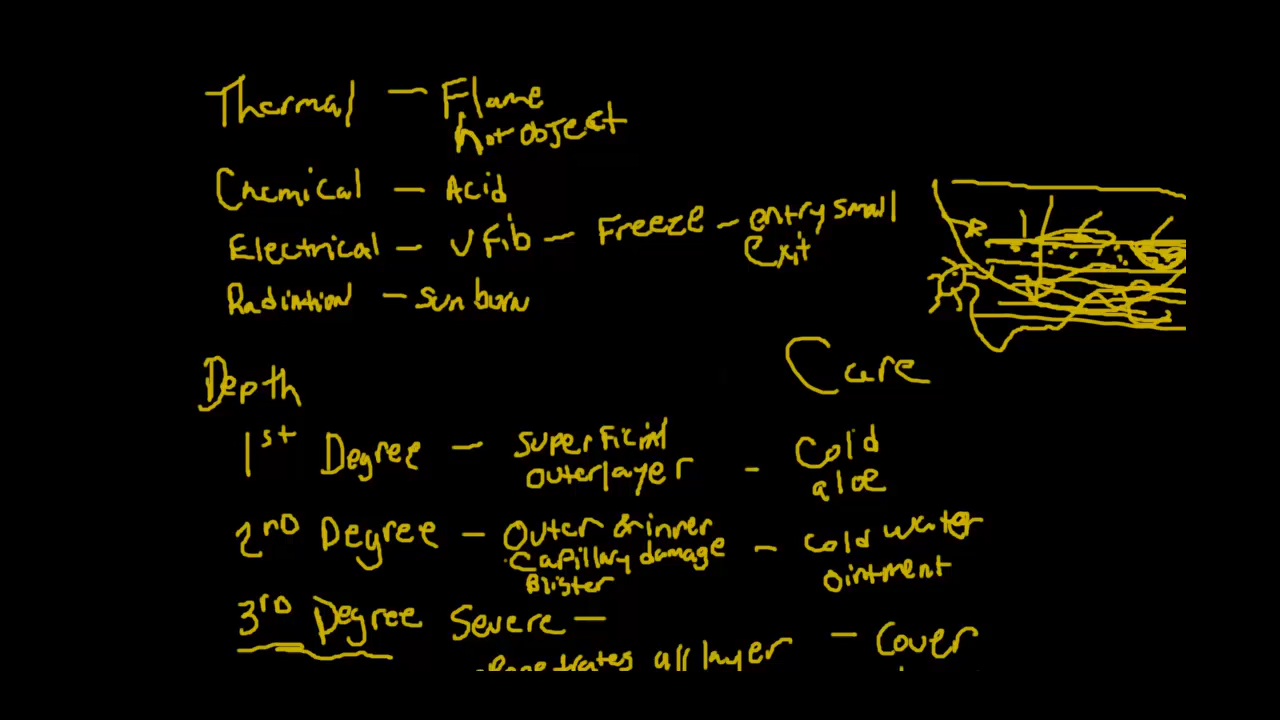 Thermal — Flame
hot object
Chemical — Acid
Electrical — V Fib — Freeze — entry small
exit
Radiation — sun burn
Depth
Care
1st Degree — superficial
outerlayer — Cold
aloe
2nd Degree — Outer & inner
Capillary damage — Cold water
Blister
ointment
3rd Degree Severe —
Penetrates all layer — Cover